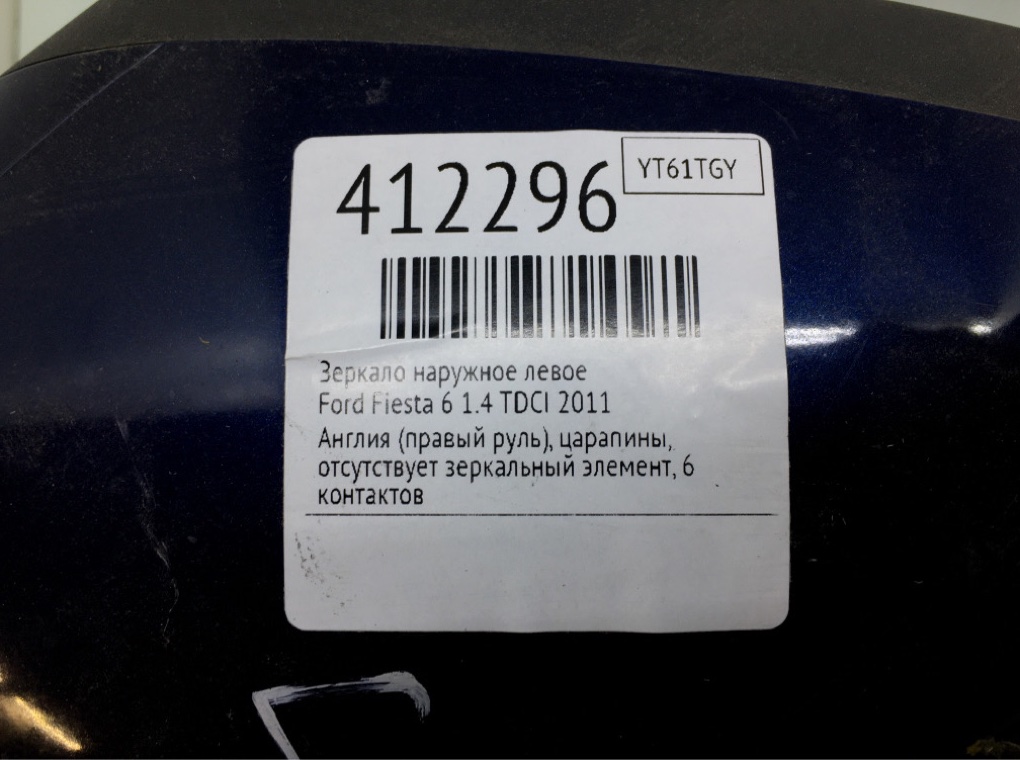 412296
YT61TGY
Зеркало наружное левое
Ford Fiesta 6 1.4 TDCI 2011
Англия (правый руль), царапины,
отсутствует зеркальный элемент, 6
контактов